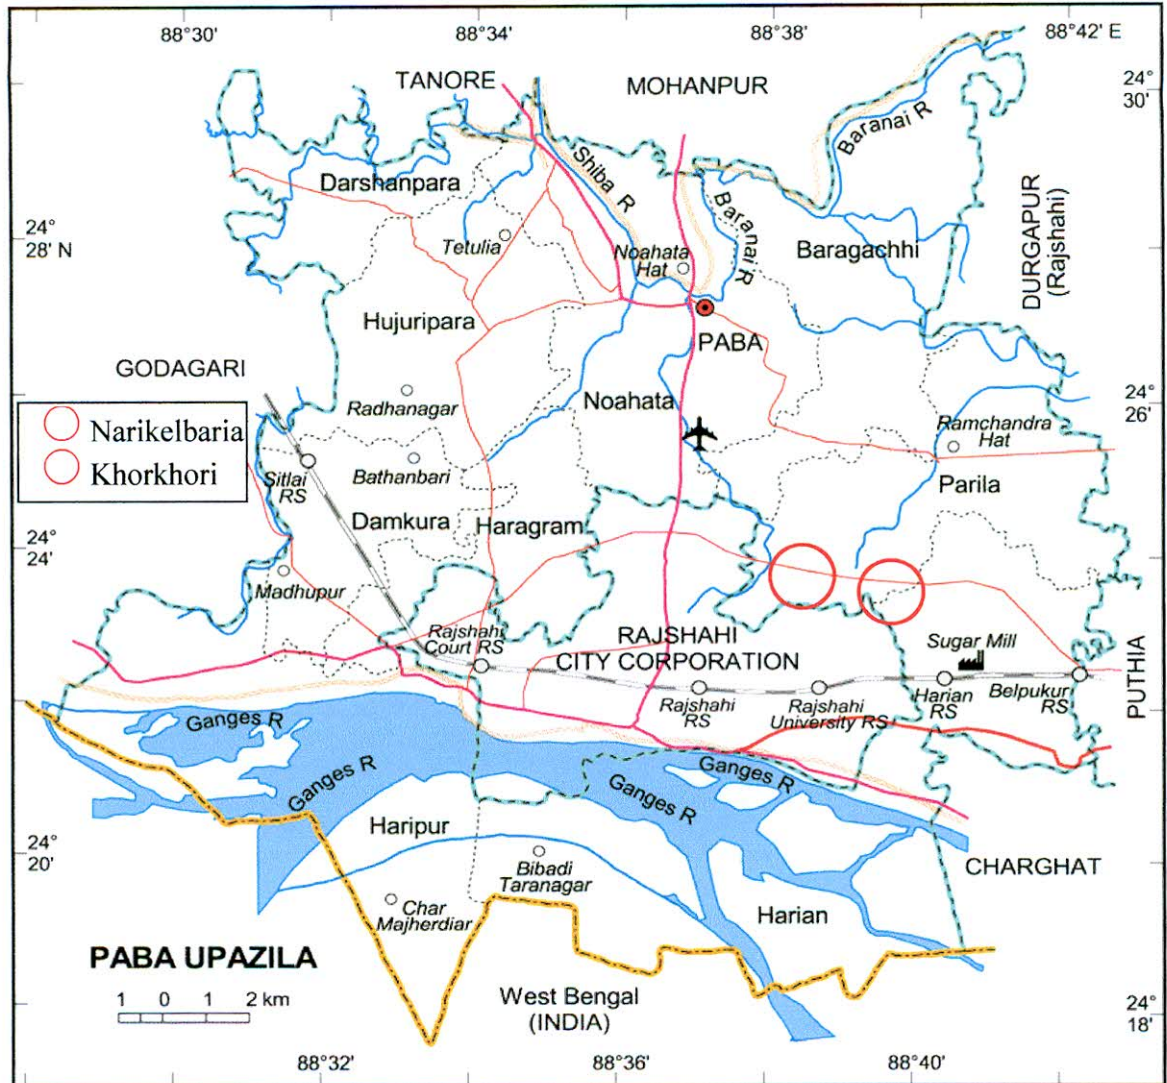 88°30'
88°34'
88°38'
88°42' E
TANORE
MOHANPUR
24°
30'
Baranai R
Shiba R
Darshanpara
Baranai R
DURGAPUR
(Rajshahi)
24°
28' N
Tetulia
Noahata
Hat
Baragachhi
Hujuripara
PABA
GODAGARI
Radhanagar
Noahata
24°
26'
Narikelbaria
Khorkhori
Ramchandra
Hat
Sitlai
RS
Bathanbari
Parila
Damkura
Haragram
24°
24'
Madhupur
Rajshahi
Court RS
RAJSHAHI
CITY CORPORATION
Sugar Mill
PUTHIA
Rajshahi
RS
Rajshahi
University RS
Harian
RS
Belpukur
RS
Ganges R
Ganges R
Ganges R
Ganges R
Haripur
24°
20'
Bibadi
Taranagar
CHARGHAT
Char
Majherdiar
Harian
PABA UPAZILA
1 0 1 2 km
West Bengal
(INDIA)
24°
18'
88°32'
88°36'
88°40'